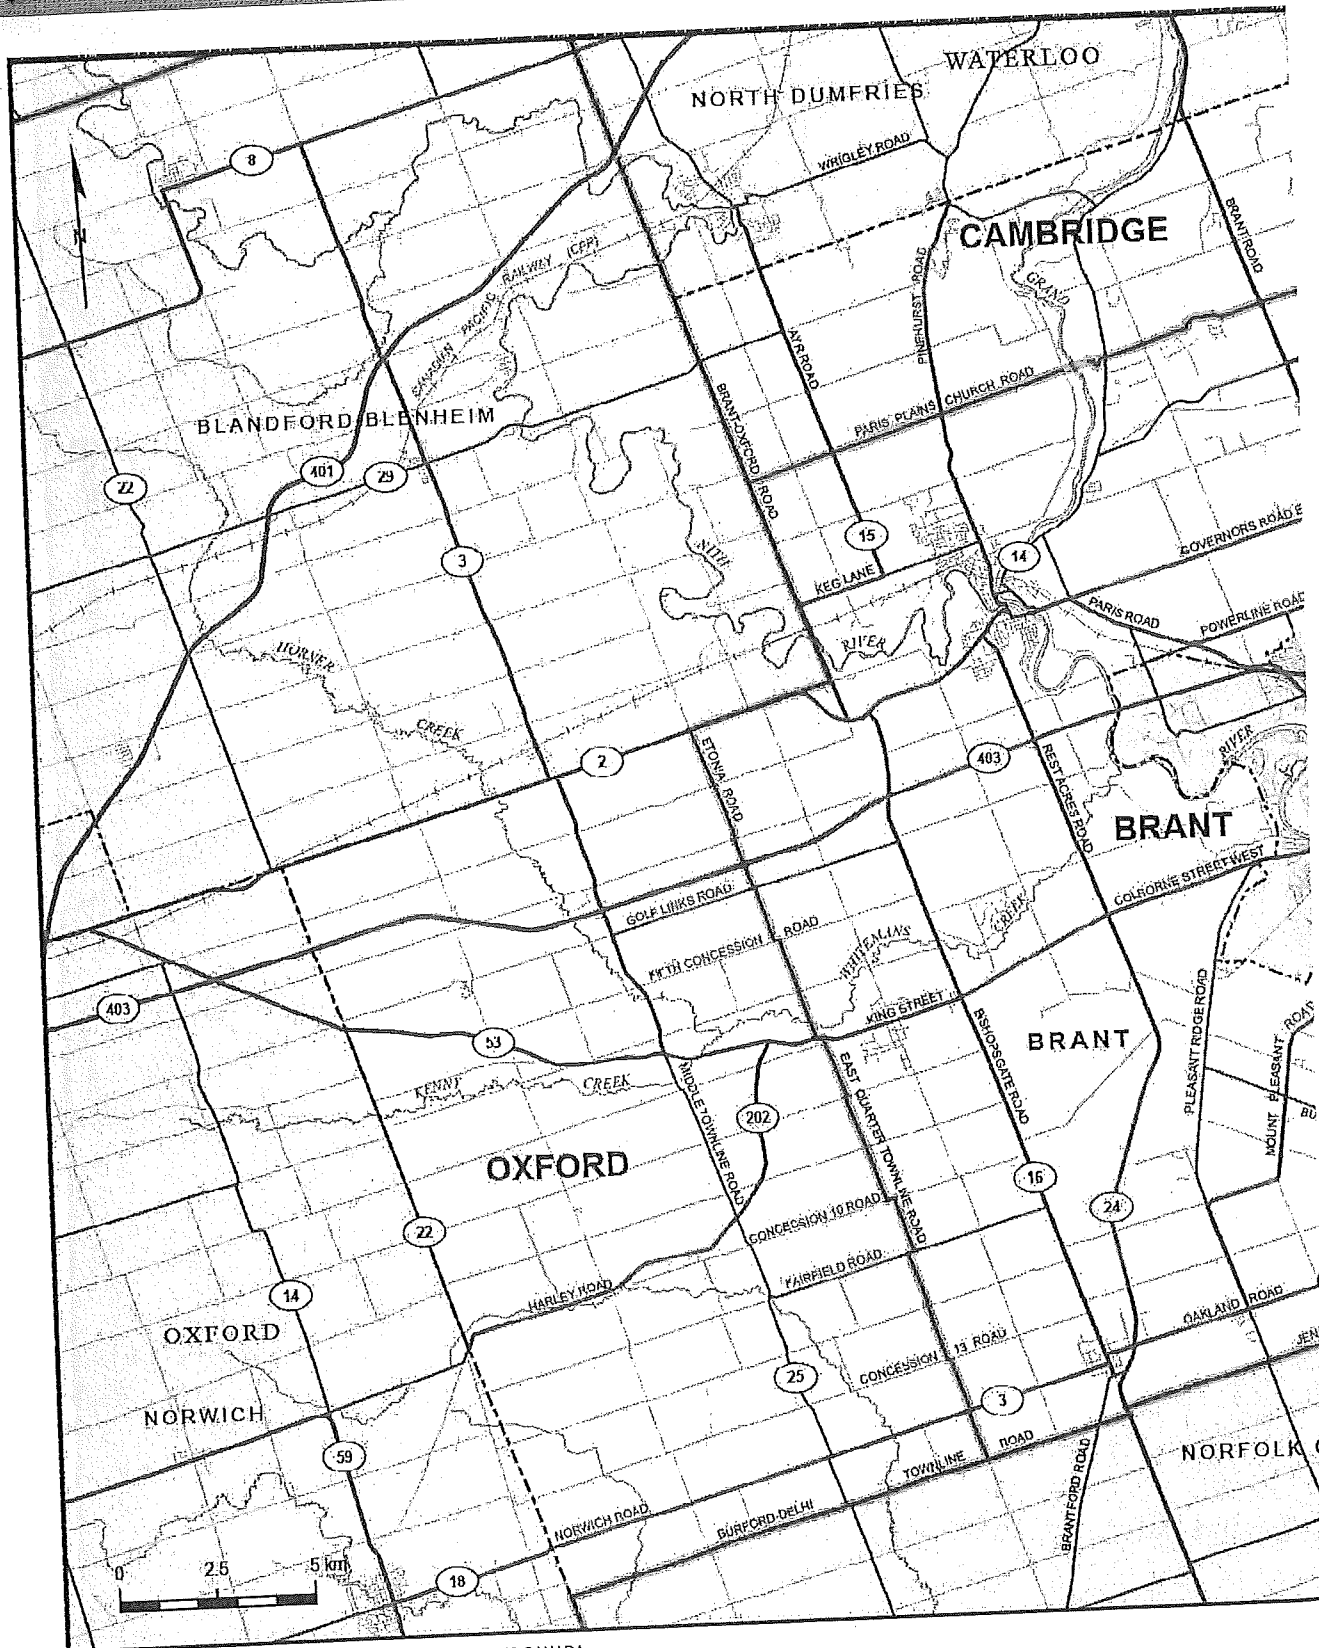 WATERLOO
NORTH DUMFRIES
WRIGLEY ROAD
8
N
CAMBRIDGE
BRANT ROAD
CANADIAN PACIFIC RAILWAY (CPR)
PINEHURST ROAD
GRAND
AYR ROAD
BRANT-OXFORD ROAD
PARIS PLAINS CHURCH ROAD
BLANDFORD-BLENHEIM
401
29
22
3
15
14
NITH
RIVER
KEG LANE
GOVERNORS ROAD E
PARIS ROAD
POWERLINE ROAD
HORNER
CREEK
2
ETONIA ROAD
403
REST ACRES ROAD
RIVER
BRANT
COLBORNE STREET WEST
GOLF LINKS ROAD
FIFTH CONCESSION ROAD
WHITEMANS
CREEK
403
53
KING STREET
BRANT
BISHOPSGATE ROAD
PLEASANT RIDGE ROAD
MOUNT PLEASANT ROAD
BU
KENNY
CREEK
MIDDLE TOWNLINE ROAD
EAST QUARTER TOWNLINE ROAD
202
OXFORD
16
24
22
CONCESSION 10 ROAD
FAIRFIELD ROAD
HARLEY ROAD
14
OXFORD
OAKLAND ROAD
JEN
CONCESSION 13 ROAD
25
3
NORWICH
59
TOWNLINE ROAD
BURFORD-DELHI
NORWICH ROAD
BRANTFORD ROAD
NORFOLK
18
0 2.5 5 km